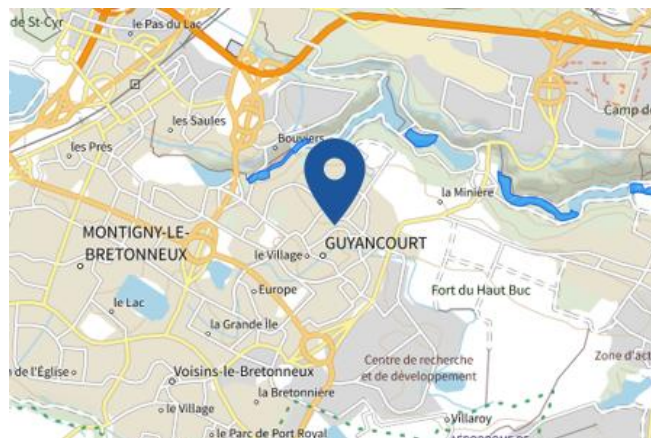 de St-Cyr
le Pas du Lac
les Saules
Bouviers
Camp de
les Prés
la Minière
MONTIGNY-LE-
BRETONNEUX
GUYANCOURT
le Village
Europe
Fort du Haut Buc
le Lac
la Grande Île
Centre de recherche
et de développement
Zone d'act
n de l'Église
Voisins-le-Bretonneux
la Bretonnière
le Village
Villaroy
le Parc de Port Royal